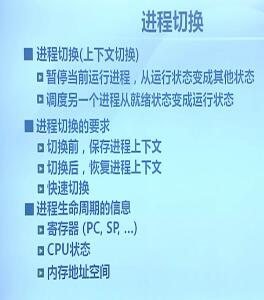 进程切换
进程切换(上下文切换)
暂停当前运行进程，从运行状态变成其他状态
调度另一个进程从就绪状态变成运行状态
进程切换的要求
切换前，保存进程上下文
切换后，恢复进程上下文
快速切换
进程生命周期的信息
寄存器 (PC, SP, ...)
CPU状态
内存地址空间